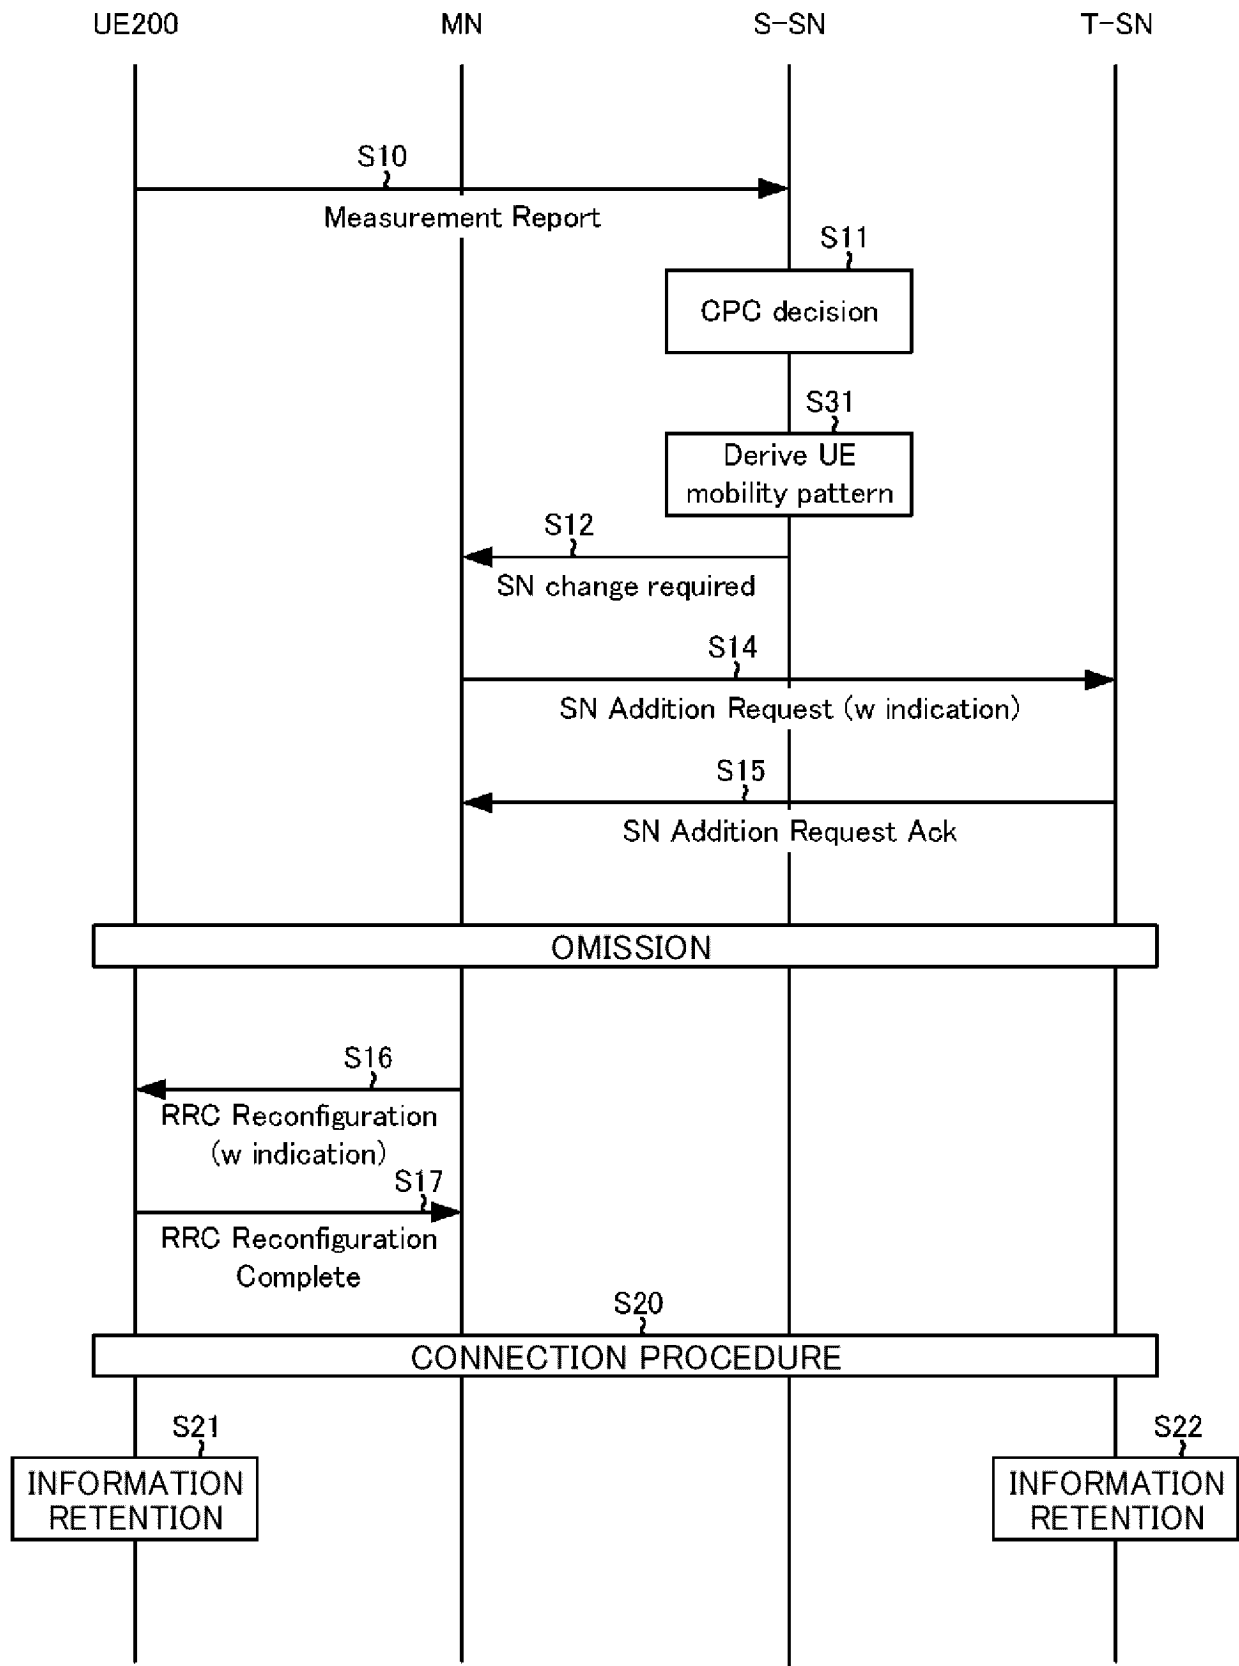 UE200 MN S-SN T-SN
S10
Measurement Report
S11
CPC decision
S31
Derive UE
mobility pattern
S12
SN change required
S14
SN Addition Request (w indication)
S15
SN Addition Request Ack
OMISSION
S16
RRC Reconfiguration
(w indication)
S17
RRC Reconfiguration
Complete
S20
CONNECTION PROCEDURE
S21
INFORMATION
RETENTION
S22
INFORMATION
RETENTION